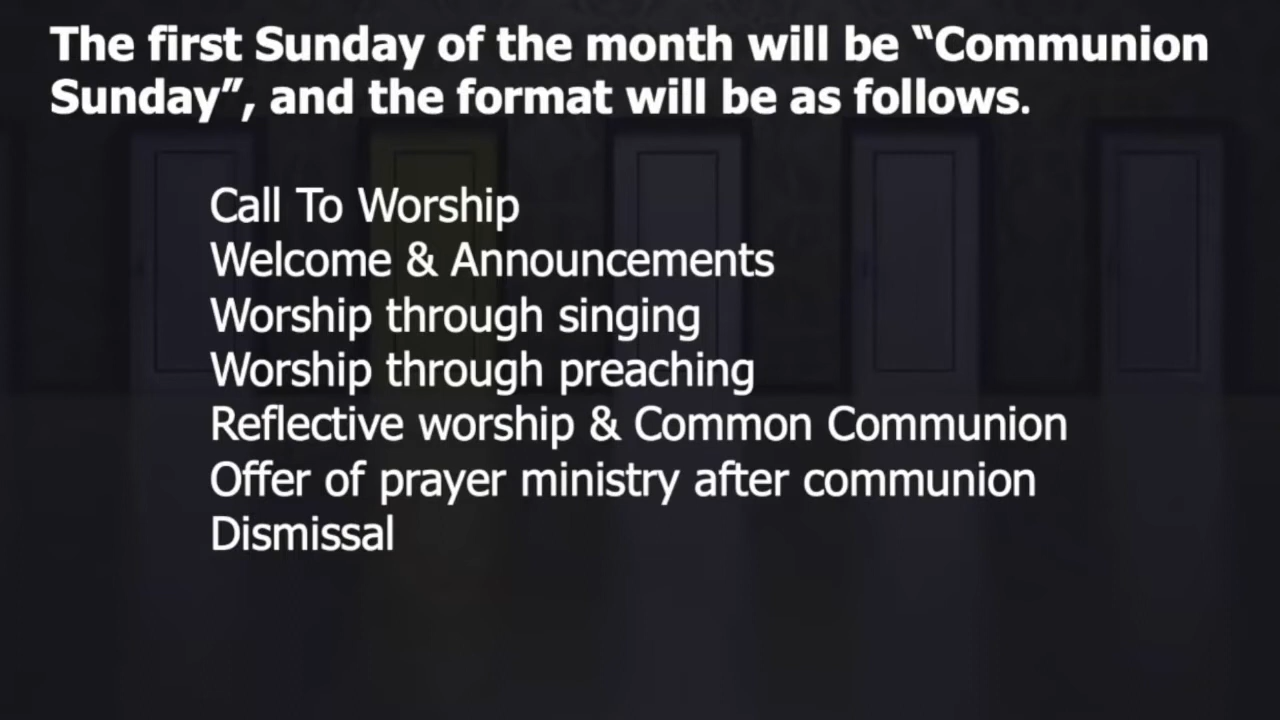 The first Sunday of the month will be “Communion
Sunday”, and the format will be as follows.
Call To Worship
Welcome & Announcements
Worship through singing
Worship through preaching
Reflective worship & Common Communion
Offer of prayer ministry after communion
Dismissal